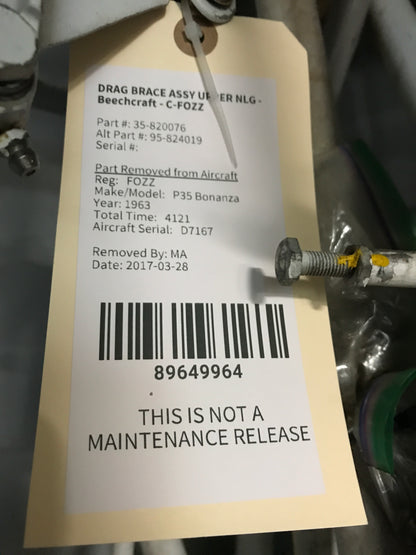 DRAG BRACE ASSY UPPER NLG -
Beechcraft - C-FOZZ
Part #: 35-820076
Alt Part #: 95-824019
Serial #:
Part Removed from Aircraft
Reg: FOZZ
Make/Model: P35 Bonanza
Year: 1963
Total Time: 4121
Aircraft Serial: D7167
Removed By: MA
Date: 2017-03-28
89649964
THIS IS NOT A
MAINTENANCE RELEASE